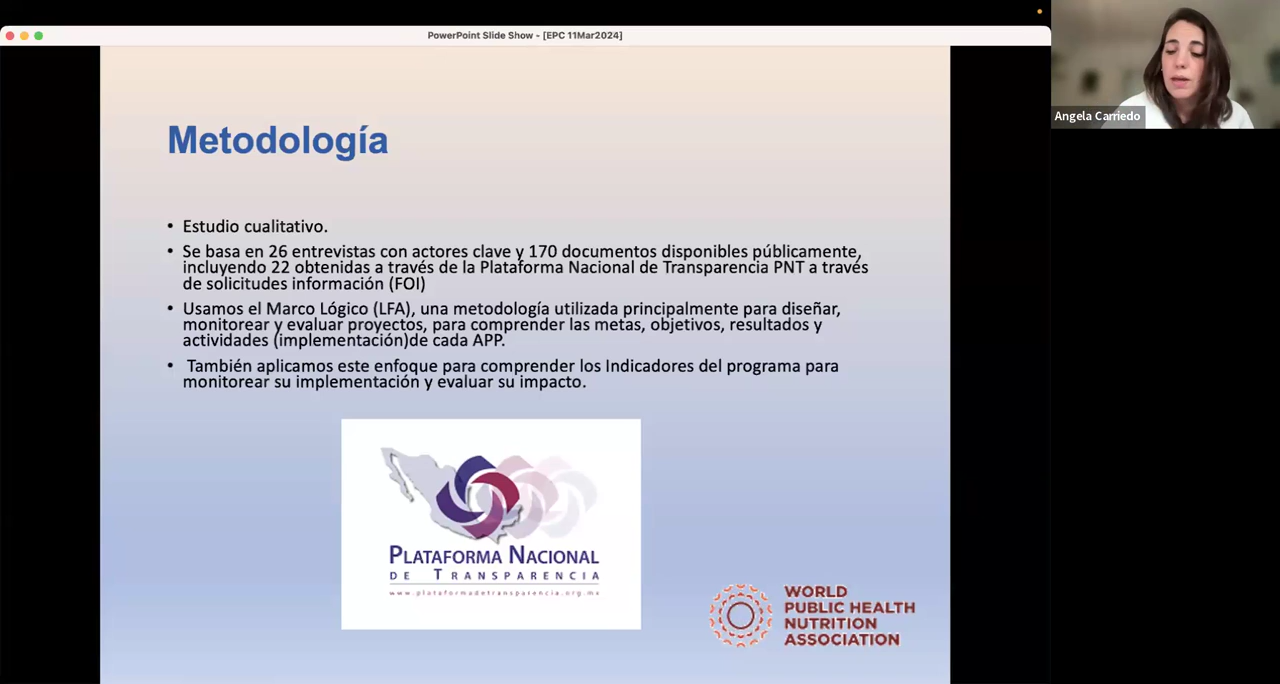 PowerPoint Slide Show - [EPC 11Mar2024]
Angela Carriedo
Metodología
• Estudio cualitativo.
• Se basa en 26 entrevistas con actores clave y 170 documentos disponibles públicamente,
incluyendo 22 obtenidas a través de la Plataforma Nacional de Transparencia PNT a través
de solicitudes información (FOI)
• Usamos el Marco Lógico (LFA), una metodología utilizada principalmente para diseñar,
monitorear y evaluar proyectos, para comprender las metas, objetivos, resultados y
actividades (implementación)de cada APP.
• También aplicamos este enfoque para comprender los Indicadores del programa para
monitorear su implementación y evaluar su impacto.
PLATAFORMA NACIONAL
DE TRANSPARENCIA
www.plataformadetransparencia.org.mx
WORLD
PUBLIC HEALTH
NUTRITION
ASSOCIATION